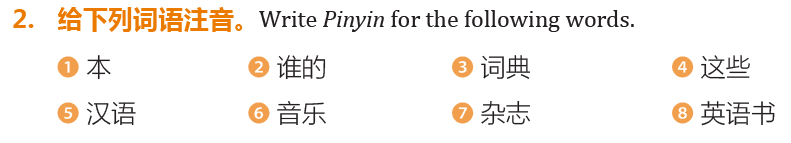 2. 给下列词语注音。Write Pinyin for the following words.
1 本 2 谁的 3 词典 4 这些
5 汉语 6 音乐 7 杂志 8 英语书